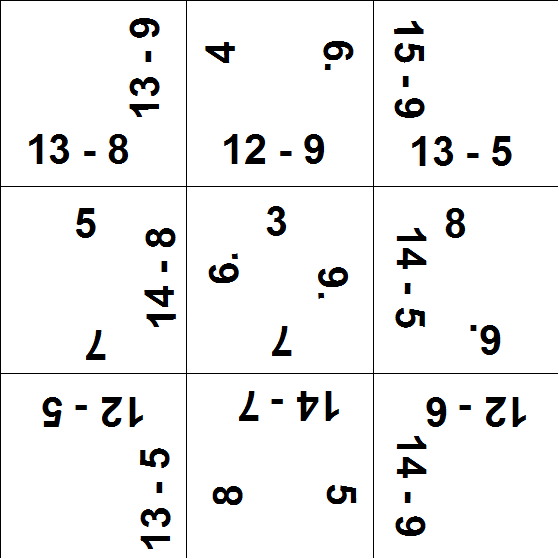 13 - 9
13 - 8
4
6.
12 - 9
15 - 9
13 - 5
5
14 - 8
7
3
6.
9.
7
8
14 - 5
6.
12 - 5
13 - 5
14 - 7
8
5
12 - 6
14 - 9